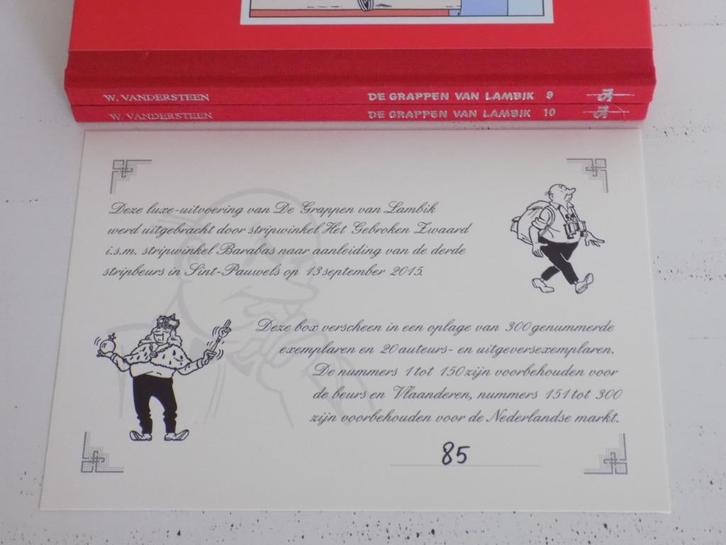 W. VANDERSTEEN DE GRAPPEN VAN LAMBIK 9
W. VANDERSTEEN DE GRAPPEN VAN LAMBIK 10
Deze luxe-uitvoering van De Grappen van Lambik
werd uitgebracht door stripwinkel Het Gebroken Zwaard
i.s.m. stripwinkel Barabas naar aanleiding van de derde
stripbeurs in Sint-Pauwels op 13 september 2015.
Deze box verscheen in een oplage van 300 genummerde
exemplaren en 20 auteurs- en uitgeversexemplaren.
De nummers 1 tot 150 zijn voorbehouden voor
de beurs en Vlaanderen, nummers 151 tot 300
zijn voorbehouden voor de Nederlandse markt.
85